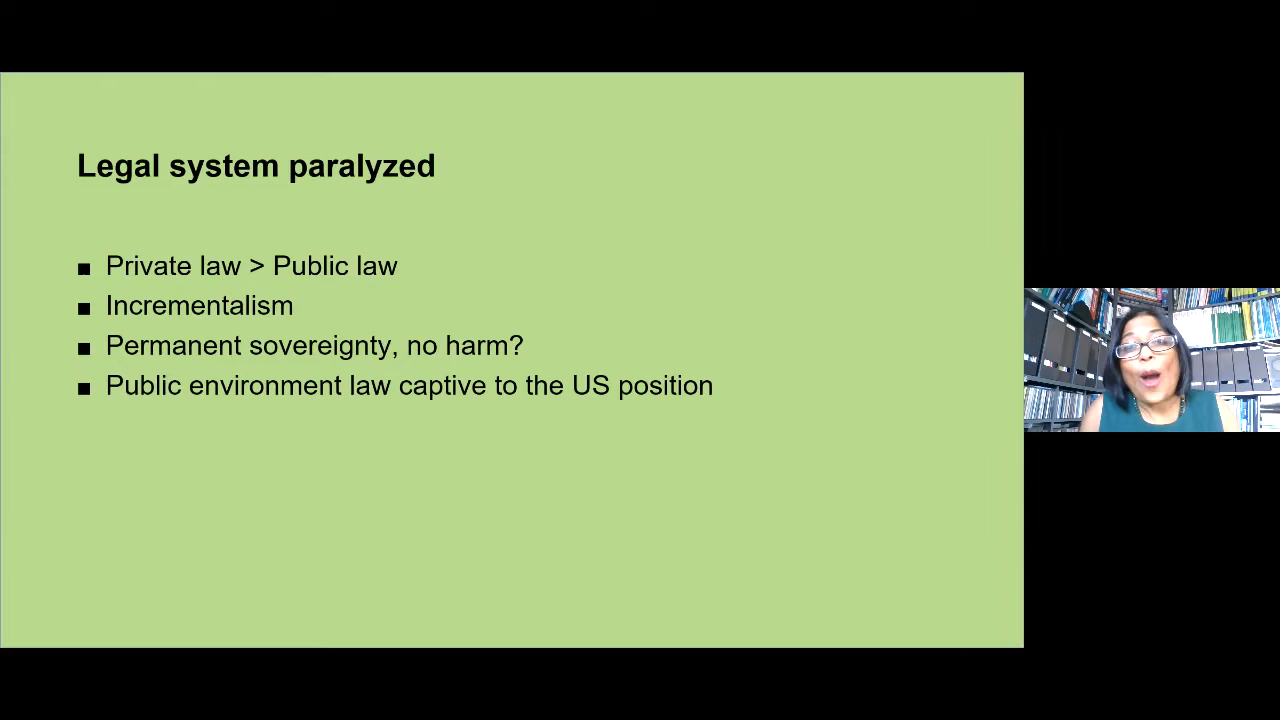 Legal system paralyzed
■ Private law > Public law
■ Incrementalism
■ Permanent sovereignty, no harm?
■ Public environment law captive to the US position